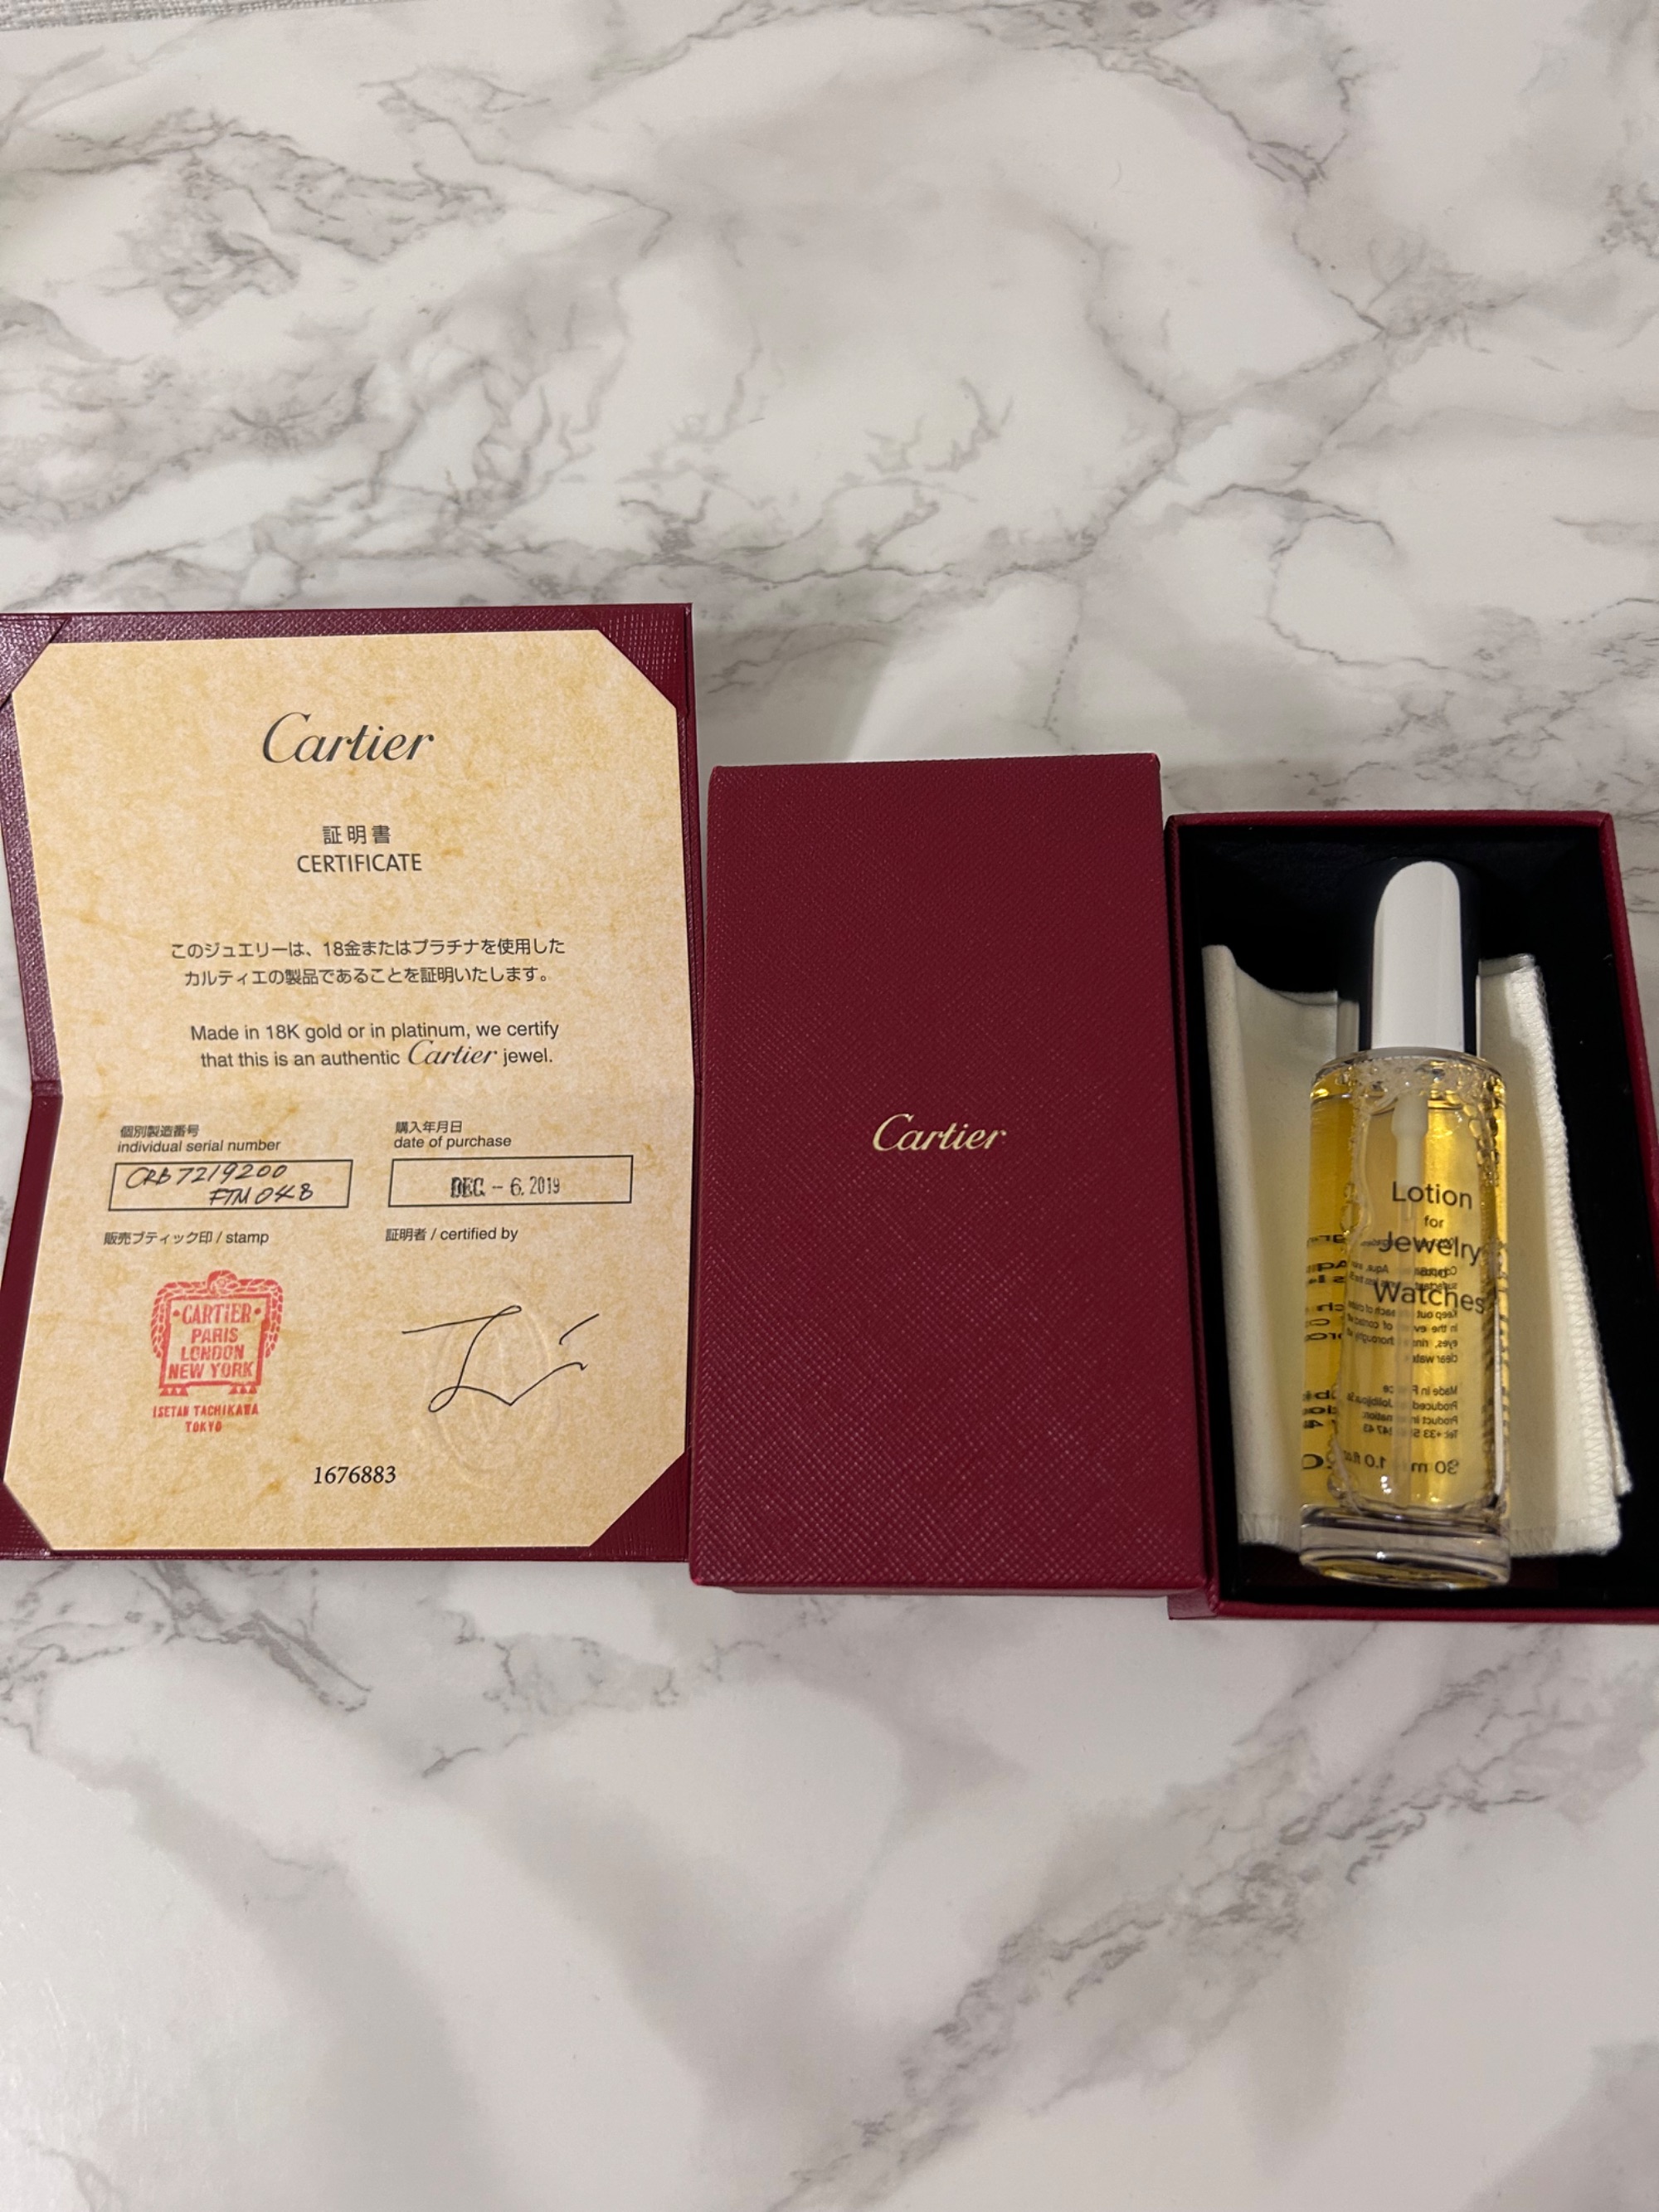 Cartier
証明書
CERTIFICATE
このジュエリーは、18金またはプラチナを使用した
カルティエの製品であることを証明いたします。
Made in 18K gold or in platinum, we certify
that this is an authentic Cartier jewel.
個別製造番号
individual serial number
CRB7219200
FTM048
購入年月日
date of purchase
DEC. - 6. 2019
販売ブティック印 / stamp
証明者 / certified by
CARTIER
PARIS
LONDON
NEW YORK
ISETAN TACHIKAWA
TOKYO
1676883
Cartier
Lotion
for
Jewelry
Watches